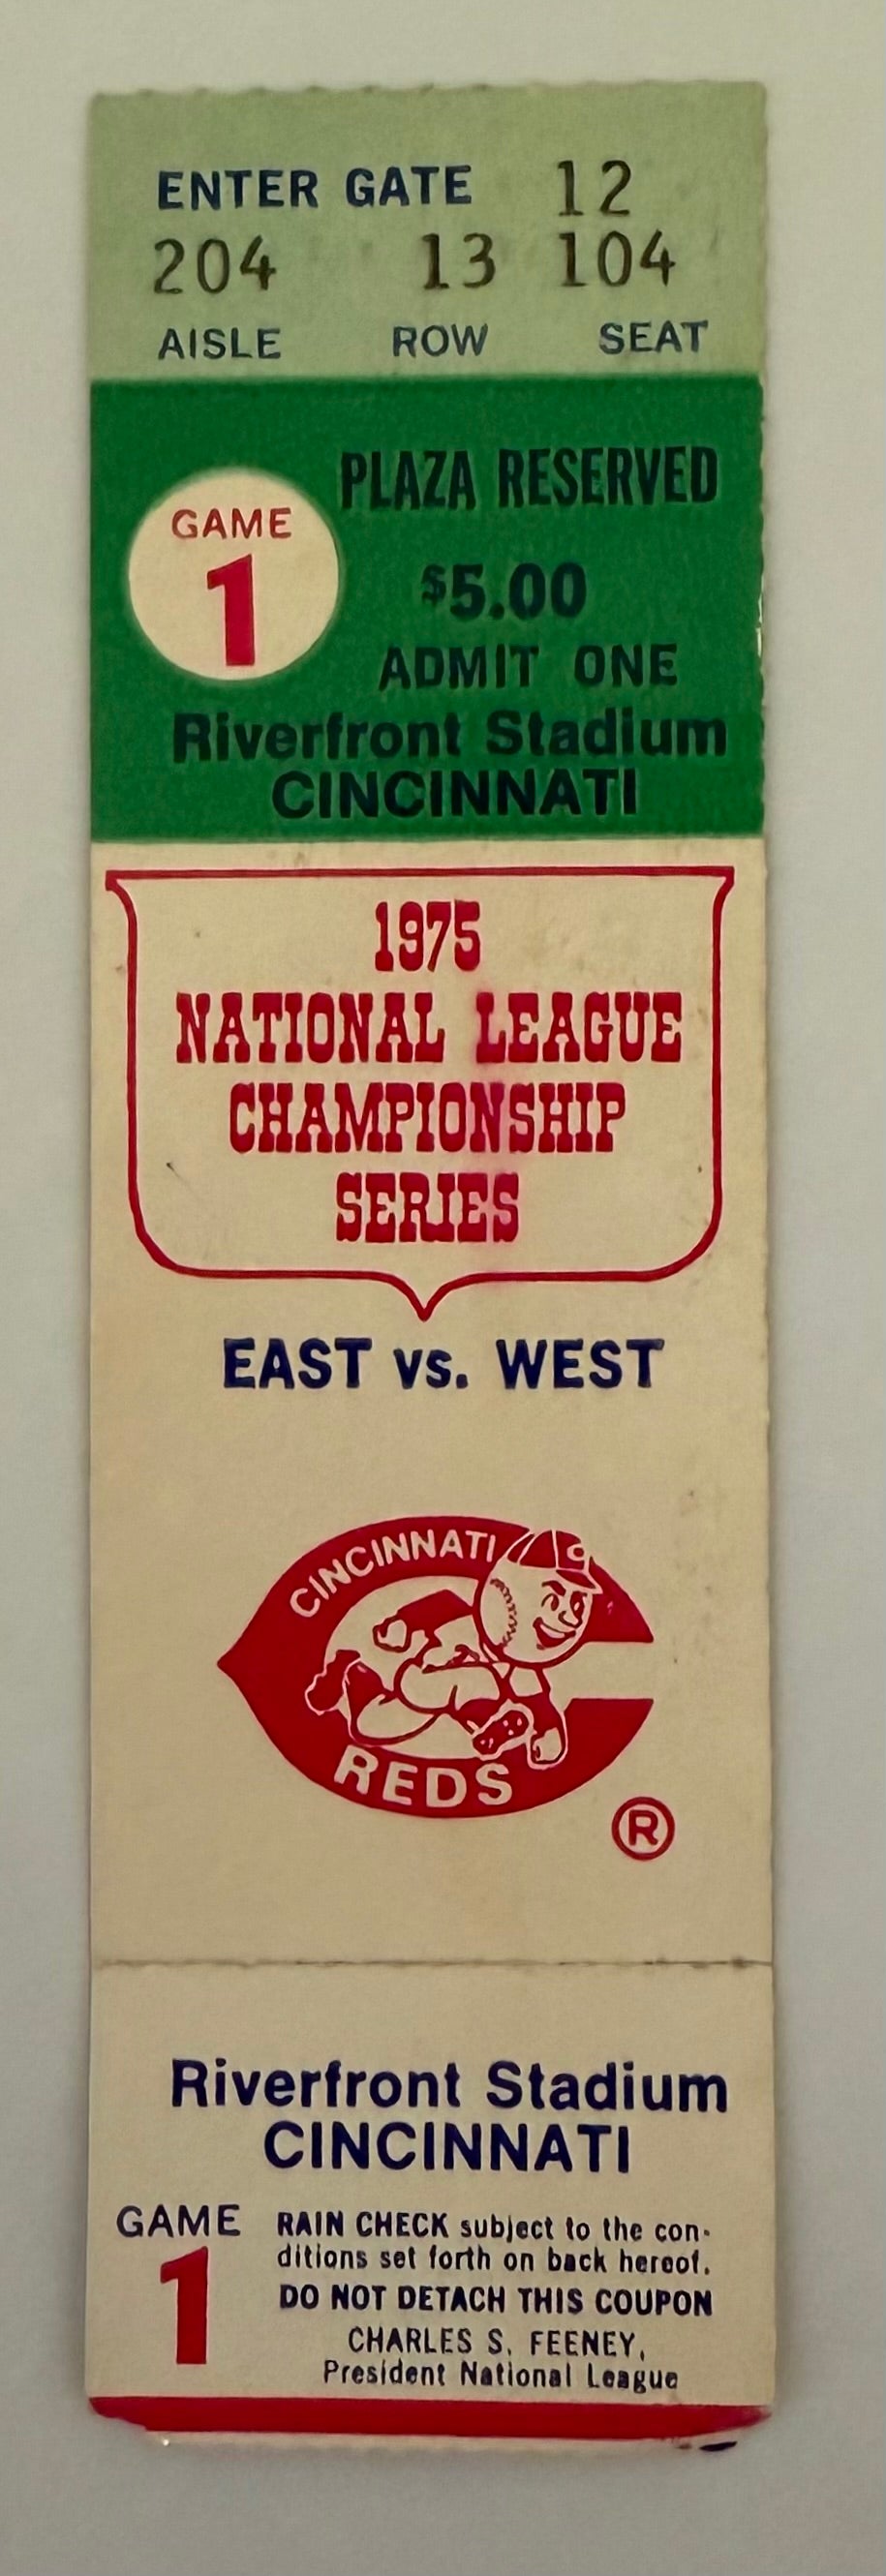 ENTER GATE 12
204 13 104
AISLE ROW SEAT
PLAZA RESERVED
GAME
1
$5.00
ADMIT ONE
Riverfront Stadium
CINCINNATI
1975
NATIONAL LEAGUE
CHAMPIONSHIP
SERIES
EAST vs. WEST
CINCINNATI
C
REDS
®
Riverfront Stadium
CINCINNATI
GAME
1
RAIN CHECK subject to the con-
ditions set forth on back hereof.
DO NOT DETACH THIS COUPON
CHARLES S. FEENEY,
President National League